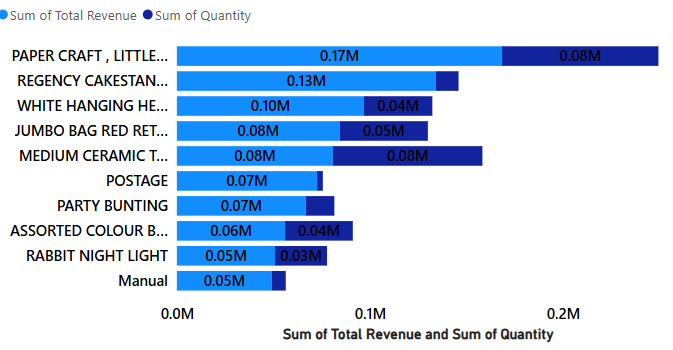 Sum of Total Revenue Sum of Quantity
PAPER CRAFT , LITTLE... 0.17M 0.08M
REGENCY CAKESTAN... 0.13M
WHITE HANGING HE... 0.10M 0.04M
JUMBO BAG RED RET... 0.08M 0.05M
MEDIUM CERAMIC T... 0.08M 0.08M
POSTAGE 0.07M
PARTY BUNTING 0.07M
ASSORTED COLOUR B... 0.06M 0.04M
RABBIT NIGHT LIGHT 0.05M 0.03M
Manual 0.05M
0.0M 0.1M 0.2M
Sum of Total Revenue and Sum of Quantity